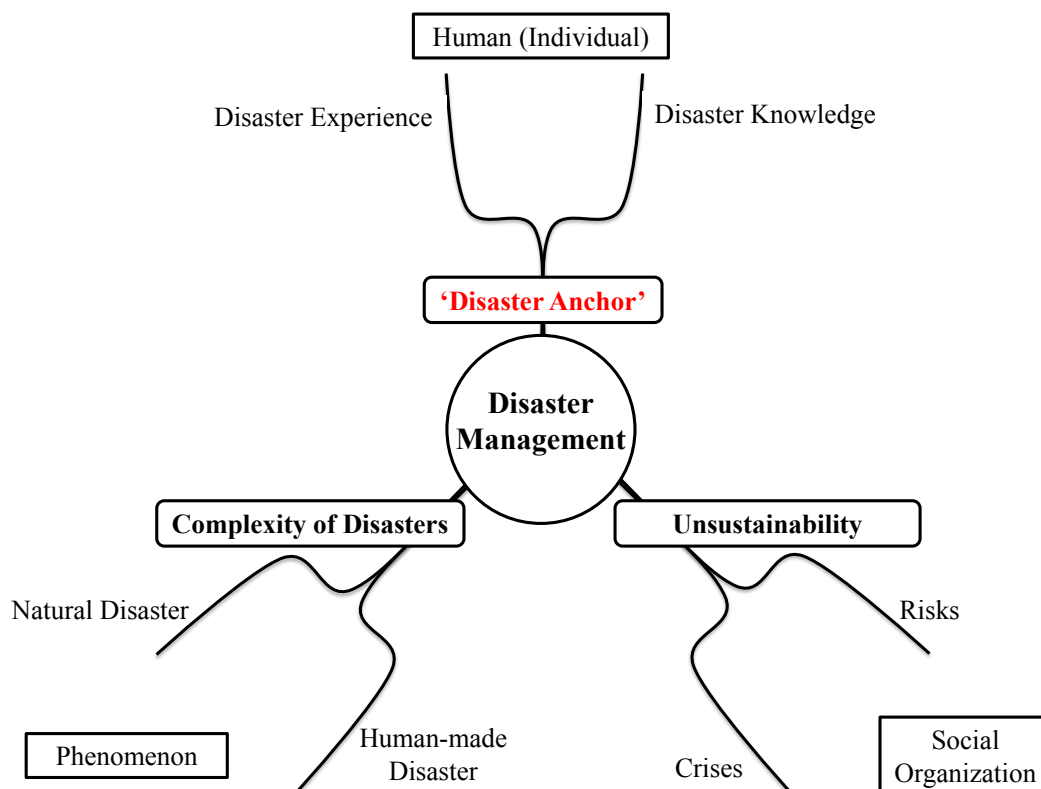 Human (Individual)
Disaster Experience
Disaster Knowledge
‘Disaster Anchor’
Disaster
Management
Complexity of Disasters
Unsustainability
Natural Disaster
Risks
Phenomenon
Human-made
Disaster
Crises
Social
Organization